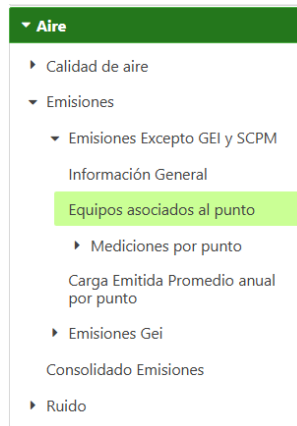 Aire
Calidad de aire
Emisiones
Emisiones Excepto GEI y SCPM
Información General
Equipos asociados al punto
Mediciones por punto
Carga Emitida Promedio anual
por punto
Emisiones Gei
Consolidado Emisiones
Ruido